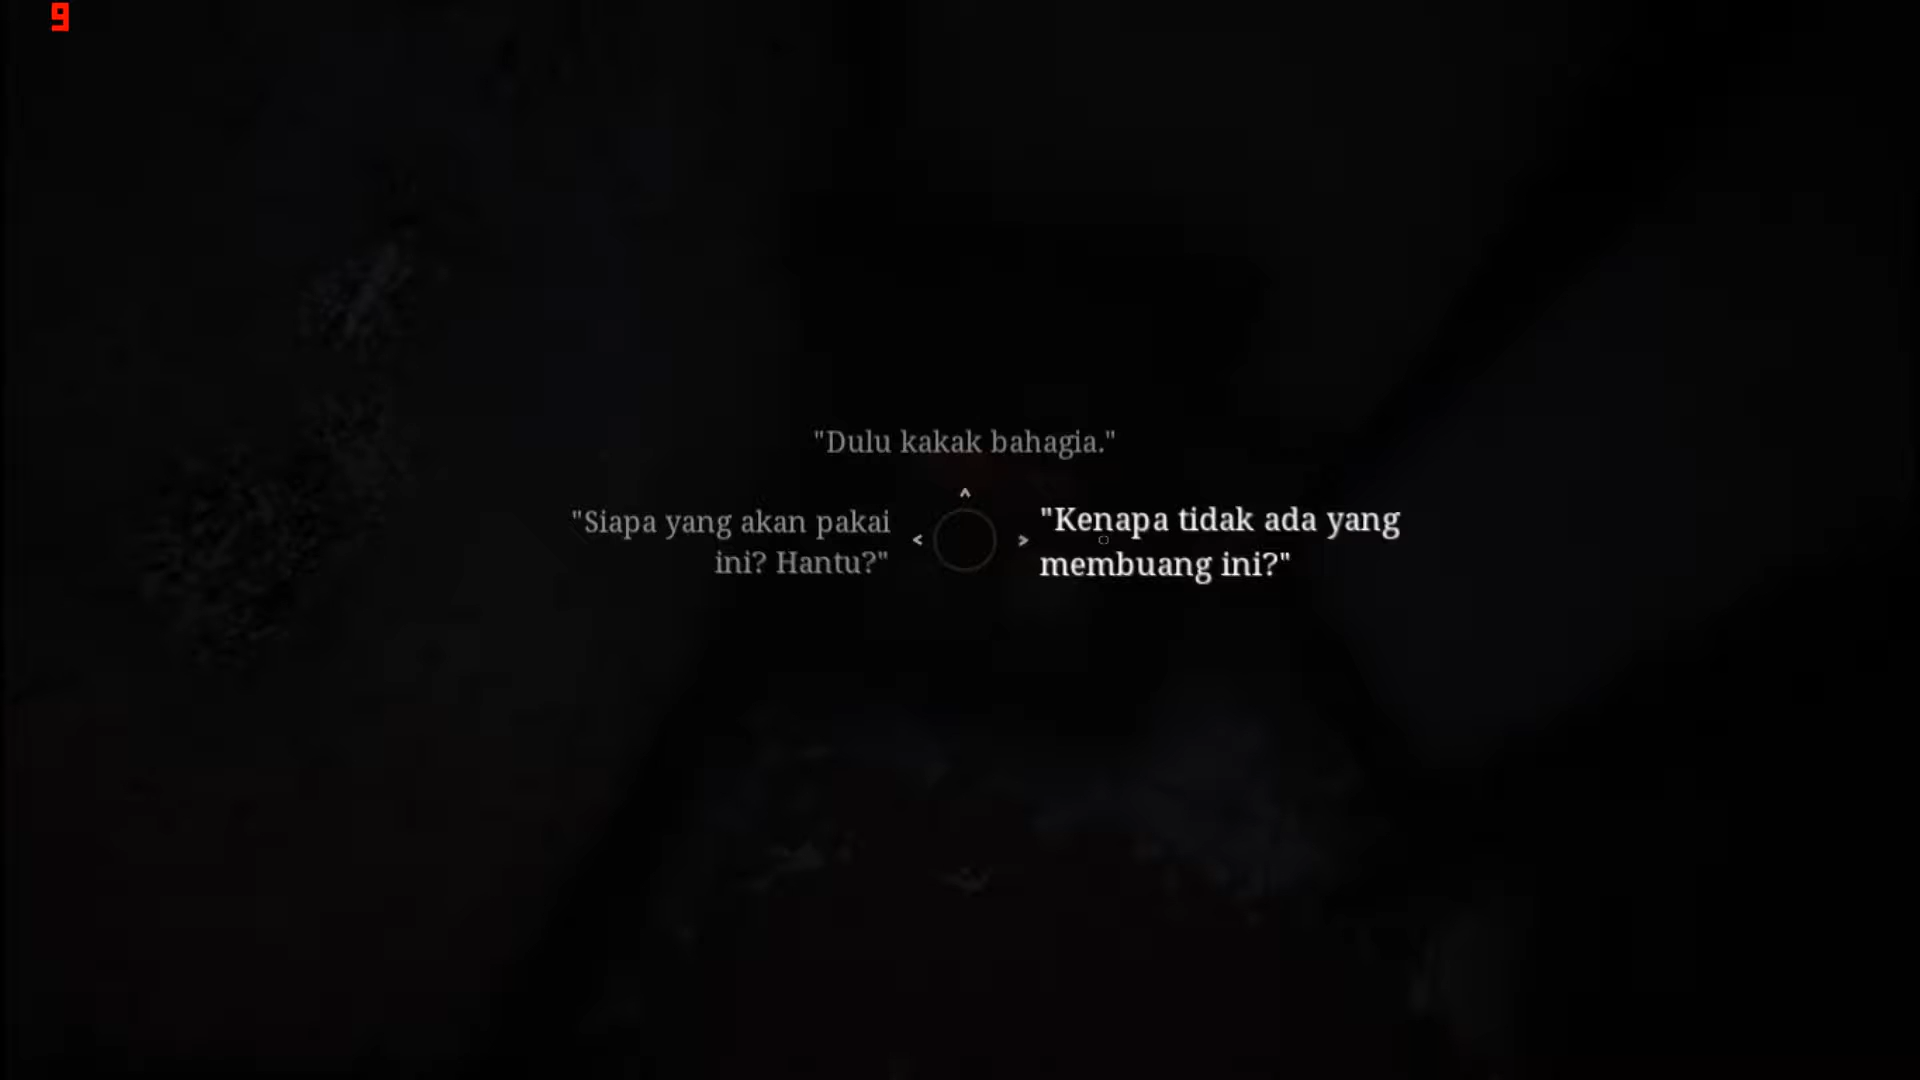 9
"Dulu kakak bahagia."
"Siapa yang akan pakai
ini? Hantu?"
"Kenapa tidak ada yang
membuang ini?"